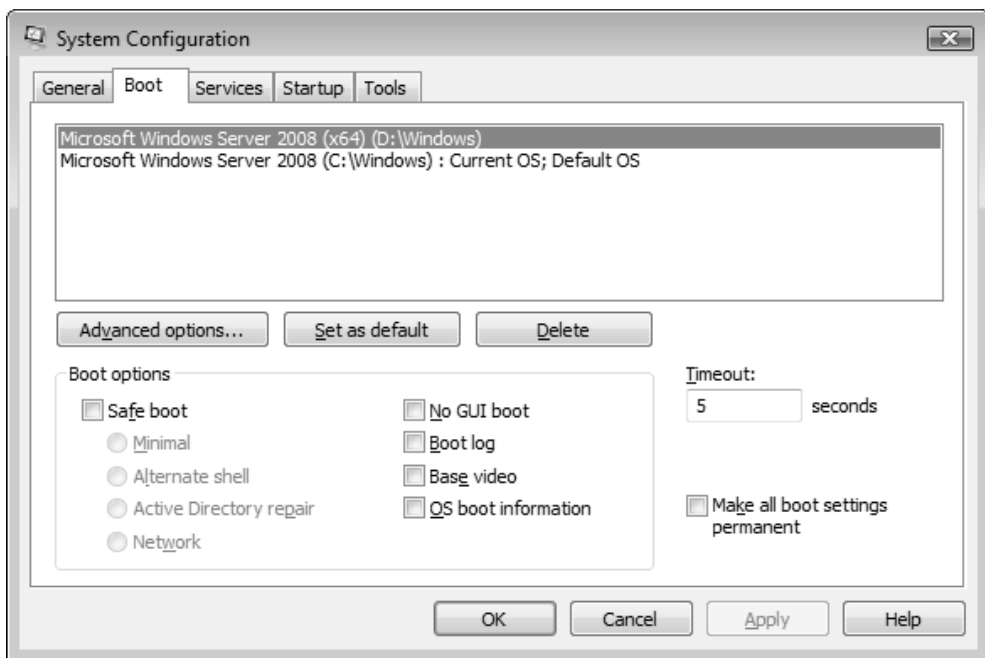 System Configuration
General Boot Services Startup Tools
Microsoft Windows Server 2008 (x64) (D:\Windows)
Microsoft Windows Server 2008 (C:\Windows) : Current OS; Default OS
Advanced options... Set as default Delete
Boot options
Timeout:
Safe boot No GUI boot
5 seconds
Minimal Boot log
Alternate shell Base video
Active Directory repair OS boot information
Make all boot settings
permanent
Network
OK Cancel Apply Help